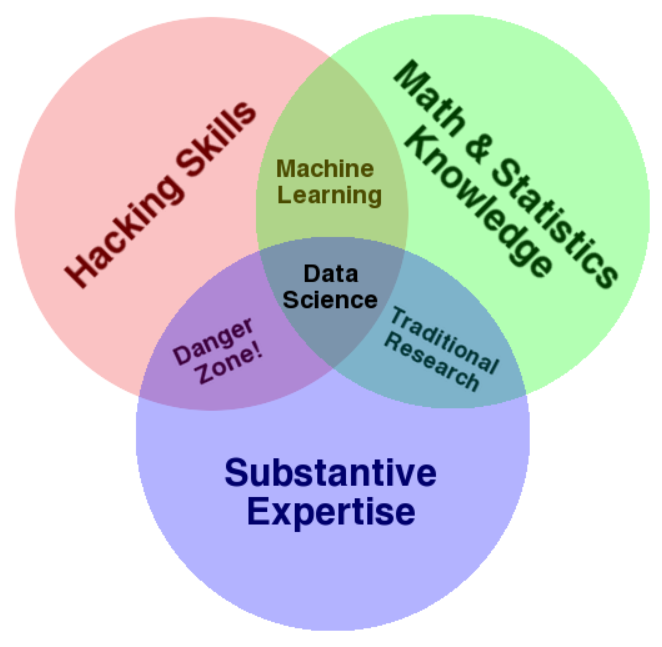 Hacking Skills
Math & Statistics
Knowledge
Machine
Learning
Data
Science
Danger
Zone!
Traditional
Research
Substantive
Expertise